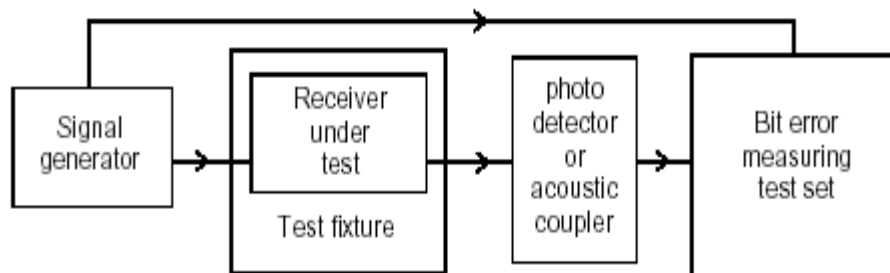 Signal
generator
Receiver
under
test
Test fixture
photo
detector
or
acoustic
coupler
Bit error
measuring
test set